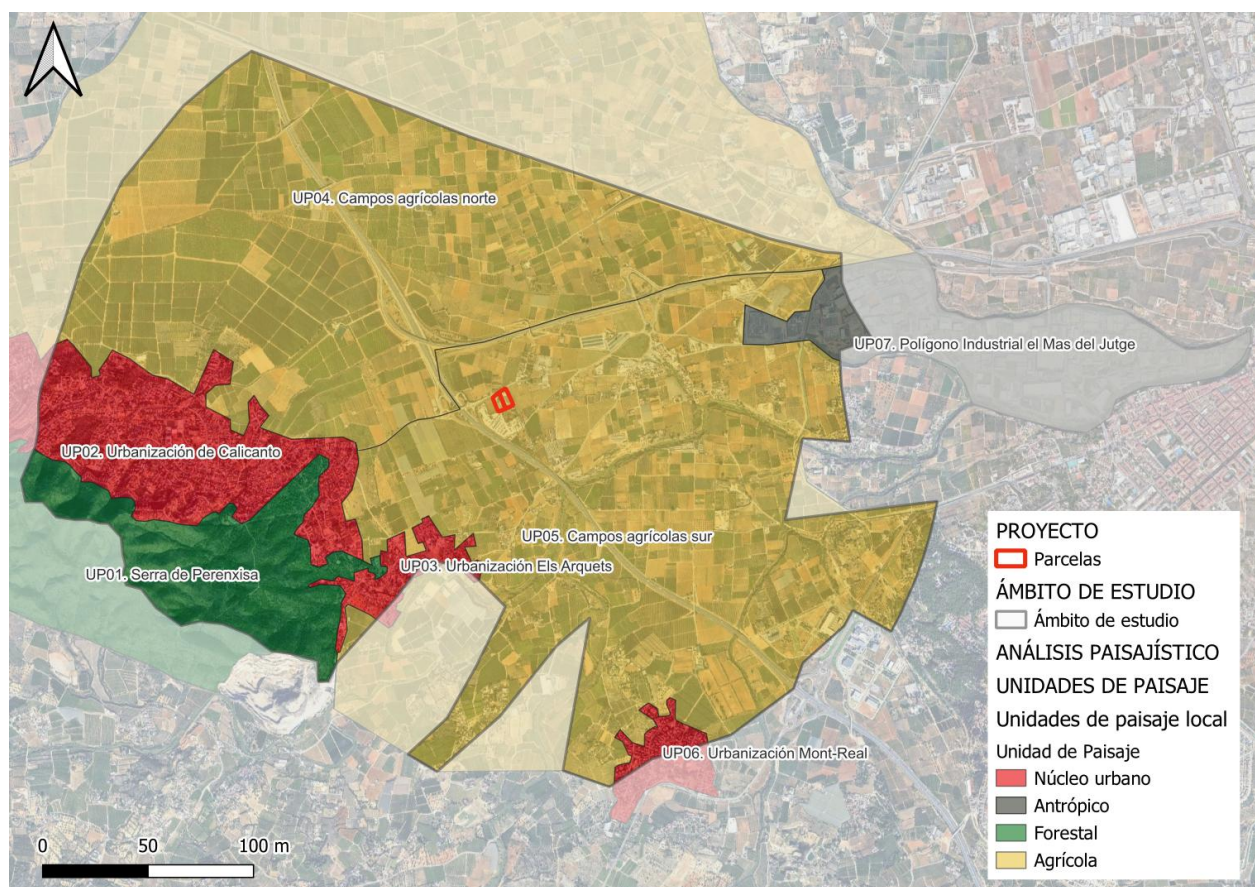 UP04. Campos agrícolas norte
UP07. Polígono Industrial el Mas del Jutge
UP02. Urbanización de Calicanto
UP05. Campos agrícolas sur
UP03. Urbanización Els Arquets
UP01. Serra de Perenxisa
UP06. Urbanización Mont-Real
PROYECTO
Parcelas
ÁMBITO DE ESTUDIO
Ámbito de estudio
ANÁLISIS PAISAJÍSTICO
UNIDADES DE PAISAJE
Unidades de paisaje local
Unidad de Paisaje
Núcleo urbano
Antrópico
Forestal
Agrícola
0 50 100 m